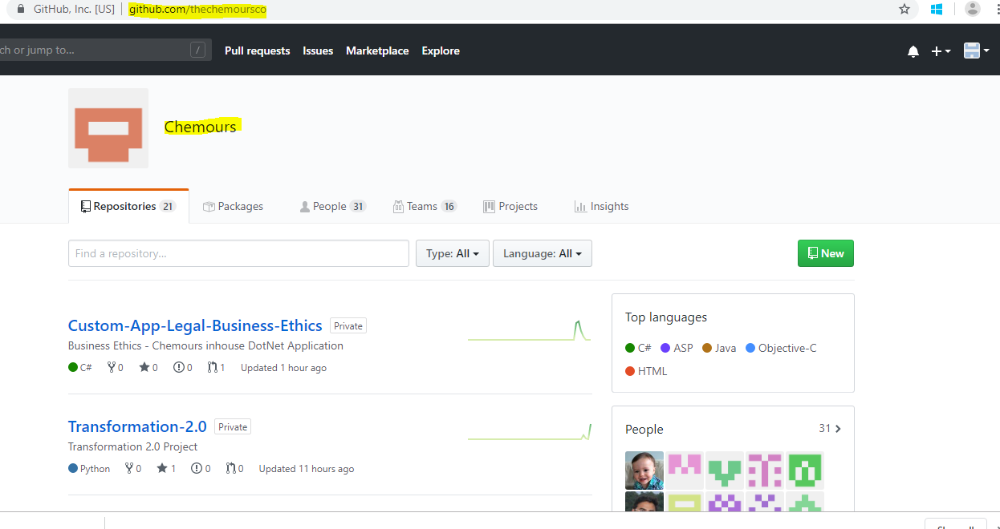 GitHub, Inc. [US] | github.com/thechemoursco
ch or jump to... / Pull requests Issues Marketplace Explore
Chemours
Repositories 21 Packages People 31 Teams 16 Projects Insights
Find a repository... Type: All Language: All New
Custom-App-Legal-Business-Ethics Private
Business Ethics - Chemours inhouse DotNet Application
C# 0 0 0 1 Updated 1 hour ago
Transformation-2.0 Private
Transformation 2.0 Project
Python 0 1 0 0 Updated 11 hours ago
Top languages
C# ASP Java Objective-C
HTML
People 31